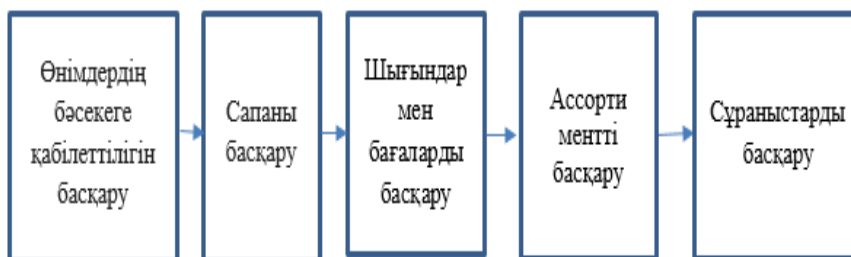 Өнімдердің
бәсекеге
қабілеттілігін
басқару
Сапаны
басқару
Шығындар
мен
бағаларды
басқару
Ассорти
ментті
басқару
Сұраныстарды
басқару